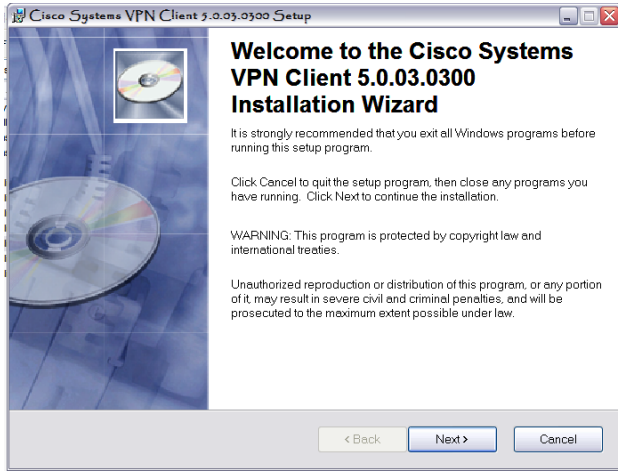 Cisco Systems VPN Client 5.0.03.0300 Setup
Welcome to the Cisco Systems
VPN Client 5.0.03.0300
Installation Wizard
It is strongly recommended that you exit all Windows programs before
running this setup program.
Click Cancel to quit the setup program, then close any programs you
have running. Click Next to continue the installation.
WARNING: This program is protected by copyright law and
international treaties.
Unauthorized reproduction or distribution of this program, or any portion
of it, may result in severe civil and criminal penalties, and will be
prosecuted to the maximum extent possible under law.
< Back
Next >
Cancel